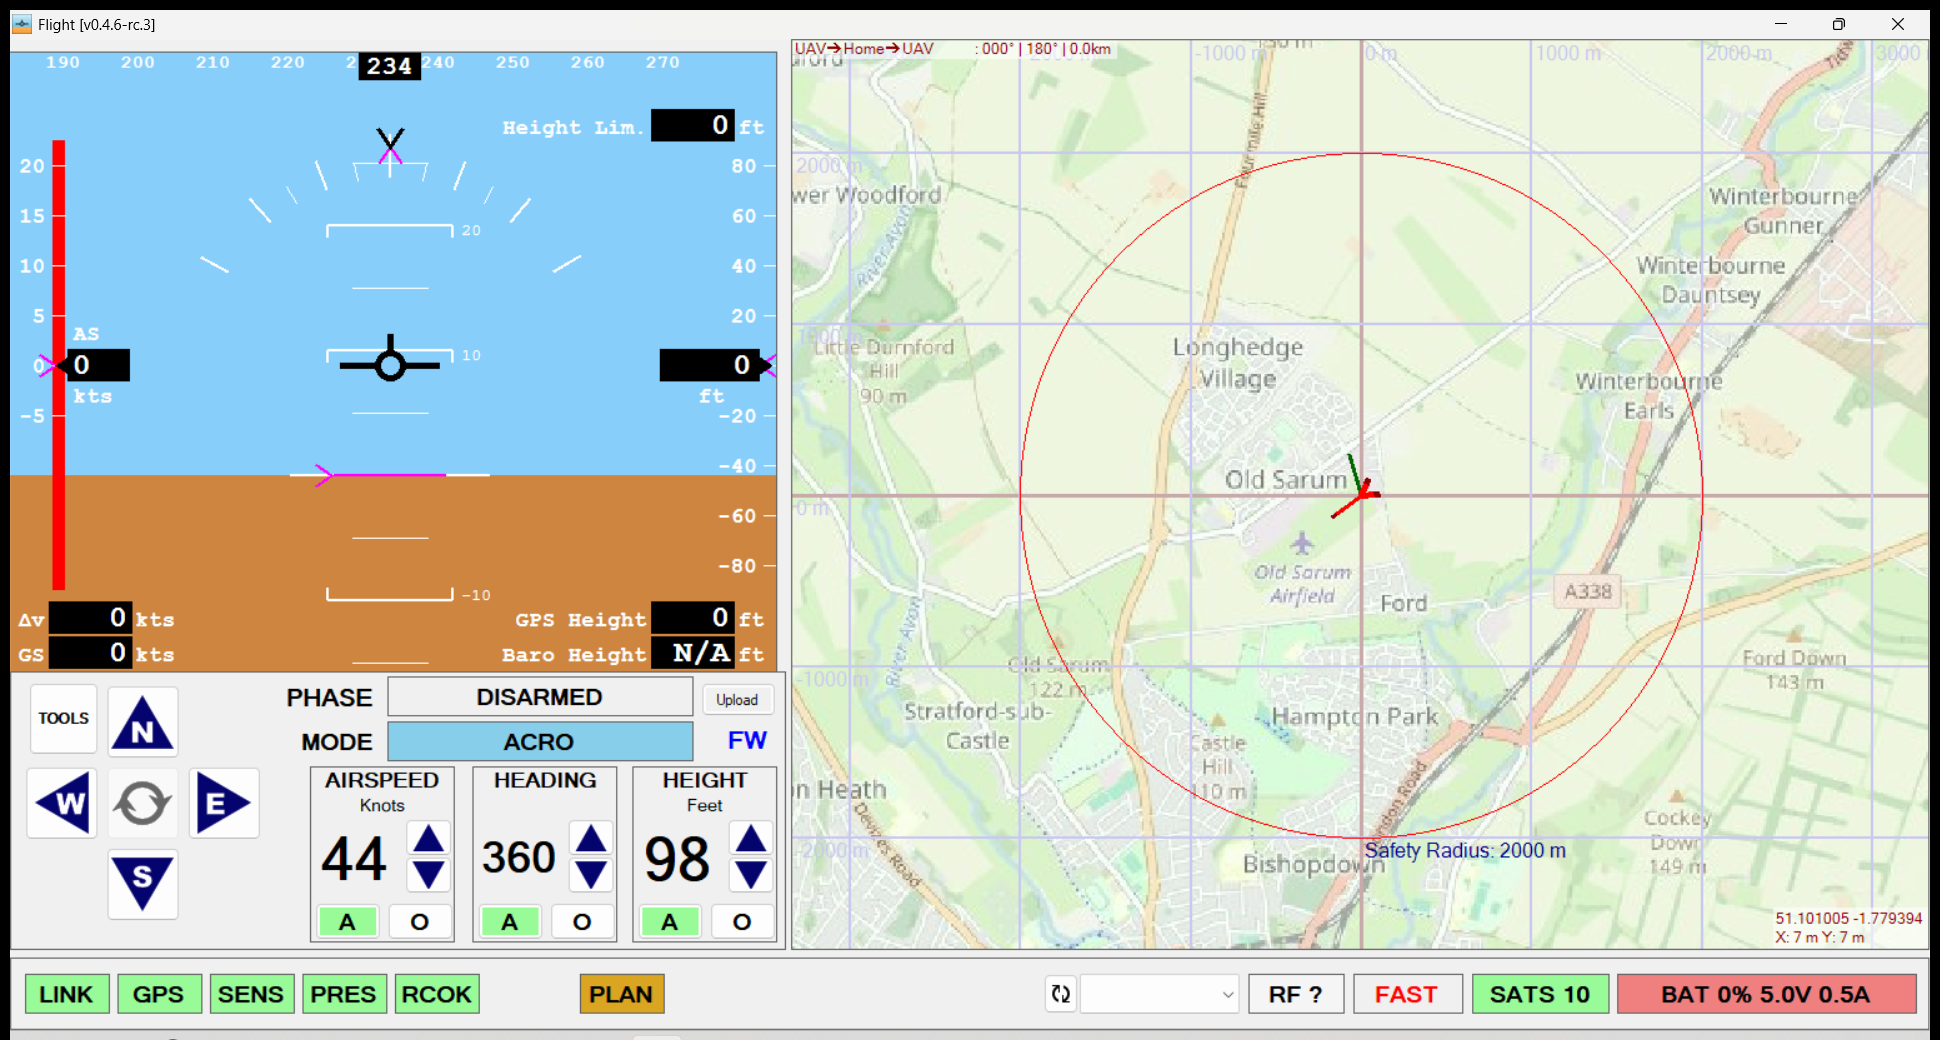 Flight [v0.4.6-rc.3]
190 200 210 220 2 234 240 250 260 270
Height Lim. 0 ft
20 80
15 60
10 40
5 20
AS
0 0 0
kts ft
-5 -20
-40
-60
-80
20
10
-10
Δv 0 kts GPS Height 0 ft
GS 0 kts Baro Height N/A ft
TOOLS
N
W
E
S
PHASE DISARMED Upload
MODE ACRO FW
AIRSPEED HEADING HEIGHT
Knots Feet
44 360 98
A O A O A O
UAV→Home→UAV : 000° | 180° | 0.0km
-2000 m -1000 m 0 m 1000 m 2000 m 3000
2000 m
1000 m
0 m
-1000 m
-2000 m
wer Woodford
River Avon
Four mile Hill
Winterbourne
Gunner
Winterbourne
Dauntsey
Little Durnford
Hill
90 m
Longhedge
Village
Winterbourne
Earls
Old Sarum
Old Sarum
Airfield
Ford
A338
River Avon
Old Sarum
122 m
Ford Down
143 m
Stratford-sub-
Castle
Hampton Park
Castle
Hill
110 m
n Heath
Devizes Road
ndon Road
Cockey
Down
149 m
Bishopdown
Safety Radius: 2000 m
51.101005 -1.779394
X: 7 m Y: 7 m
LINK GPS SENS PRES RCOK PLAN RF ? FAST SATS 10 BAT 0% 5.0V 0.5A